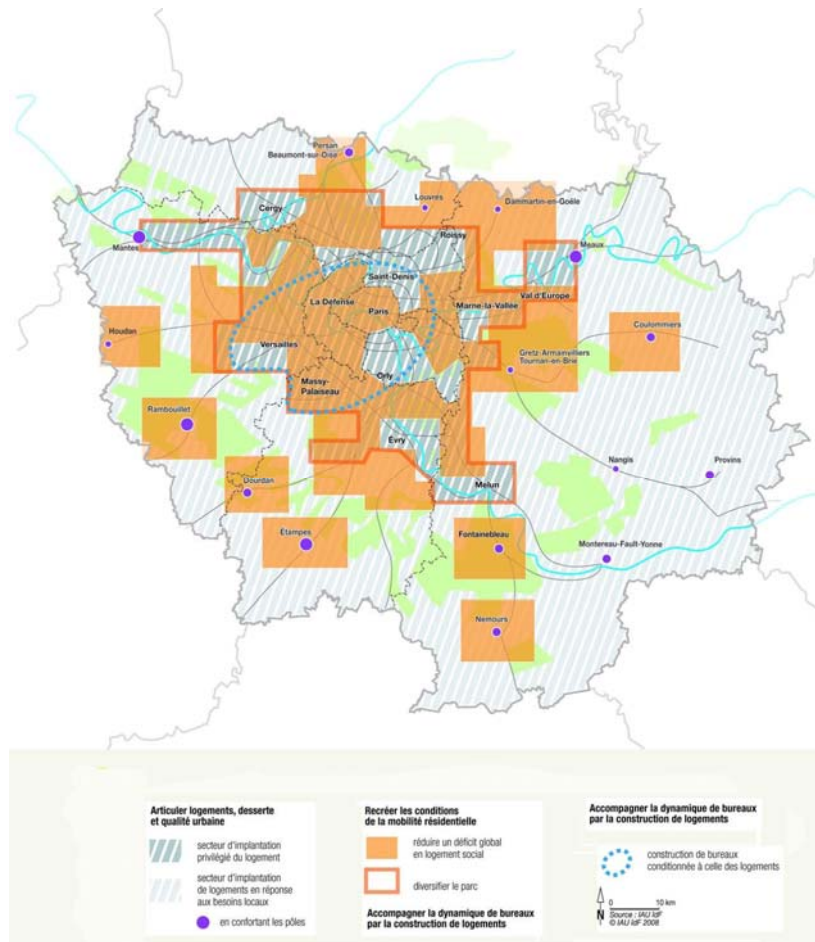 Persan
Beaumont-sur-Oise
Louvres
Dammartin-en-Goële
Cergy
Roissy
Mantes
Meaux
Saint-Denis
La Défense
Paris
Marne-la-Vallée
Val d'Europe
Houdan
Versailles
Coulommiers
Gretz-Armainvilliers
Tournan-en-Brie
Orly
Massy-
Palaiseau
Rambouillet
Évry
Nangis
Provins
Dourdan
Melun
Étampes
Fontainebleau
Montereau-Fault-Yonne
Nemours
Articuler logements, desserte
et qualité urbaine
secteur d'implantation
privilégié du logement
secteur d'implantation
de logements en réponse
aux besoins locaux
en confortant les pôles
Recréer les conditions
de la mobilité résidentielle
réduire un déficit global
en logement social
diversifier le parc
Accompagner la dynamique de bureaux
par la construction de logements
Accompagner la dynamique de bureaux
par la construction de logements
construction de bureaux
conditionnée à celle des logements
N
0 10 km
Source : IAU îdF
© IAU îdF 2008